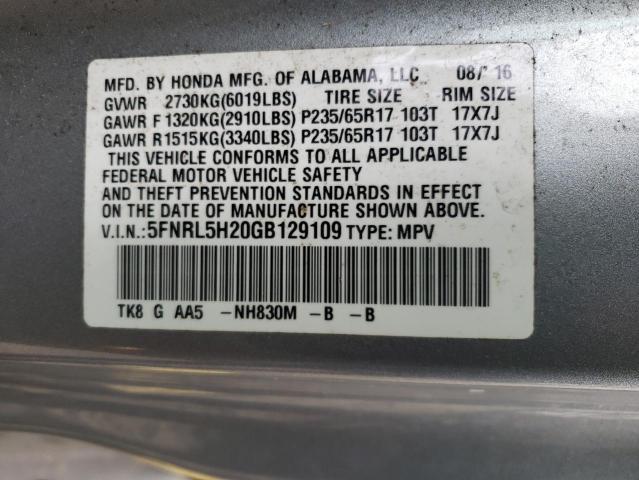 MFD. BY HONDA MFG. OF ALABAMA, LLC 08/ 16
GVWR 2730KG(6019LBS) TIRE SIZE RIM SIZE
GAWR F 1320KG(2910LBS) P235/65R17 103T 17X7J
GAWR R1515KG(3340LBS) P235/65R17 103T 17X7J
THIS VEHICLE CONFORMS TO ALL APPLICABLE
FEDERAL MOTOR VEHICLE SAFETY
AND THEFT PREVENTION STANDARDS IN EFFECT
ON THE DATE OF MANUFACTURE SHOWN ABOVE.
V.I.N.: 5FNRL5H20GB129109 TYPE: MPV
TK8 G AA5 -NH830M -B -B